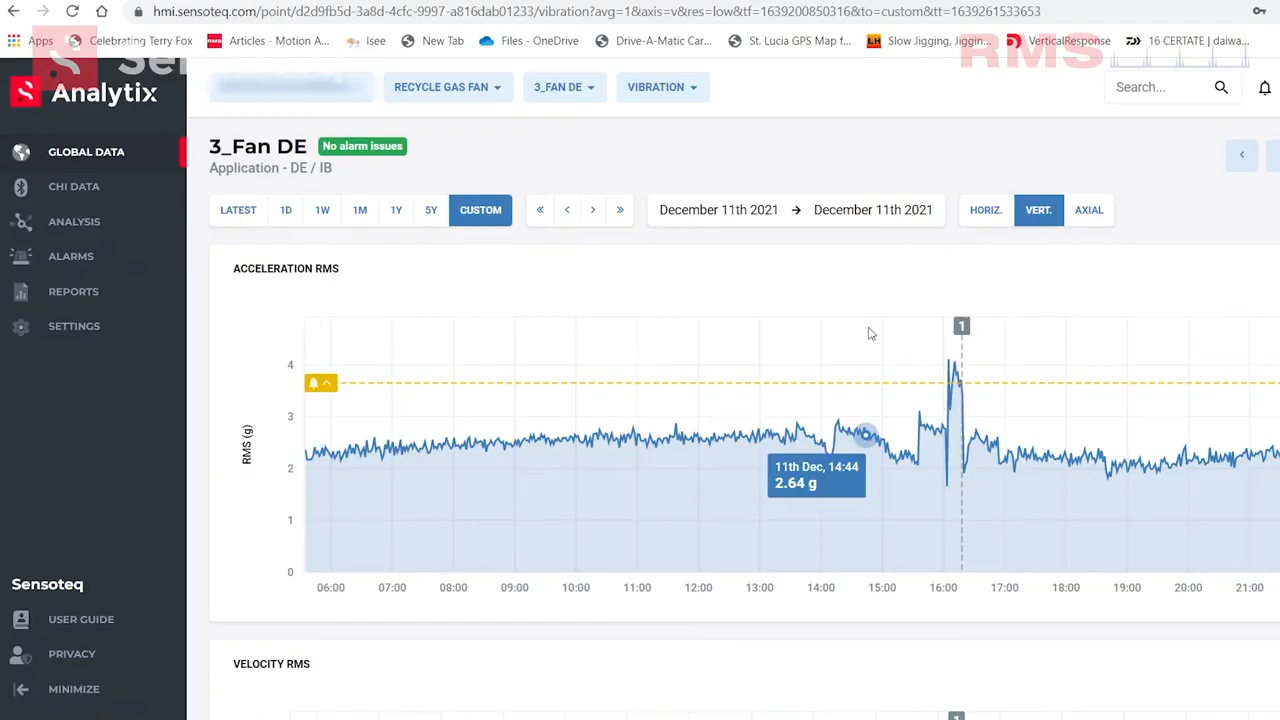 hmi.sensoteq.com/point/d2d9fb5d-3a8d-4cfc-9997-a816dab01233/vibration?avg=1&axis=v&res=low&tf=1639200850316&to=custom&tt=1639261533653
Apps Celebrating Terry Fox Articles - Motion A... Isee New Tab Files - OneDrive Drive-A-Matic Car... St. Lucia GPS Map f... Slow Jigging, Jiggin... VerticalResponse 16 CERTATE | daiwa...
RMS
Analytix
RECYCLE GAS FAN 3_FAN DE VIBRATION Search...
GLOBAL DATA
CHI DATA
ANALYSIS
ALARMS
REPORTS
SETTINGS
Sensoteq
USER GUIDE
PRIVACY
MINIMIZE
3_Fan DE No alarm issues
Application - DE / IB
LATEST 1D 1W 1M 1Y 5Y CUSTOM « ‹ › » December 11th 2021 → December 11th 2021 HORIZ. VERT. AXIAL
ACCELERATION RMS
1
4
3
2
1
0
RMS (g)
11th Dec, 14:44
2.64 g
06:00 07:00 08:00 09:00 10:00 11:00 12:00 13:00 14:00 15:00 16:00 17:00 18:00 19:00 20:00 21:00
VELOCITY RMS
1